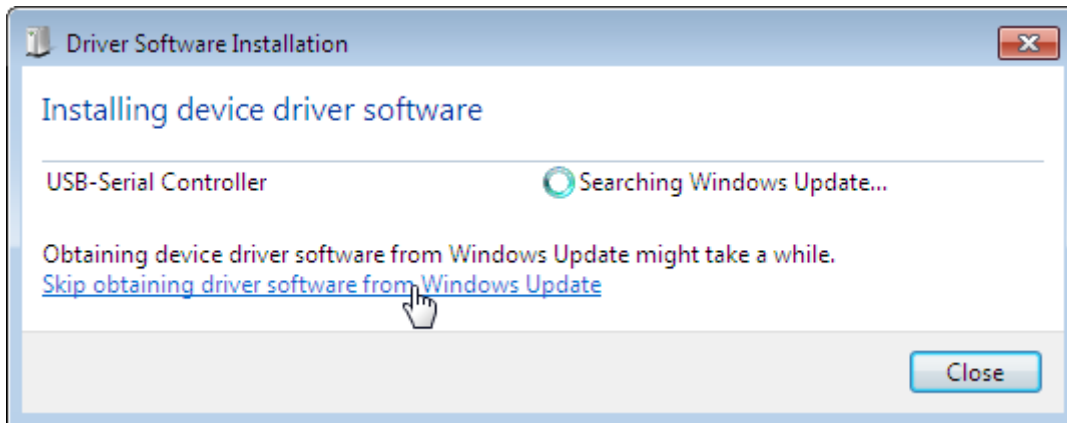 Driver Software Installation
Installing device driver software
USB-Serial Controller Searching Windows Update...
Obtaining device driver software from Windows Update might take a while.
Skip obtaining driver software from Windows Update
Close